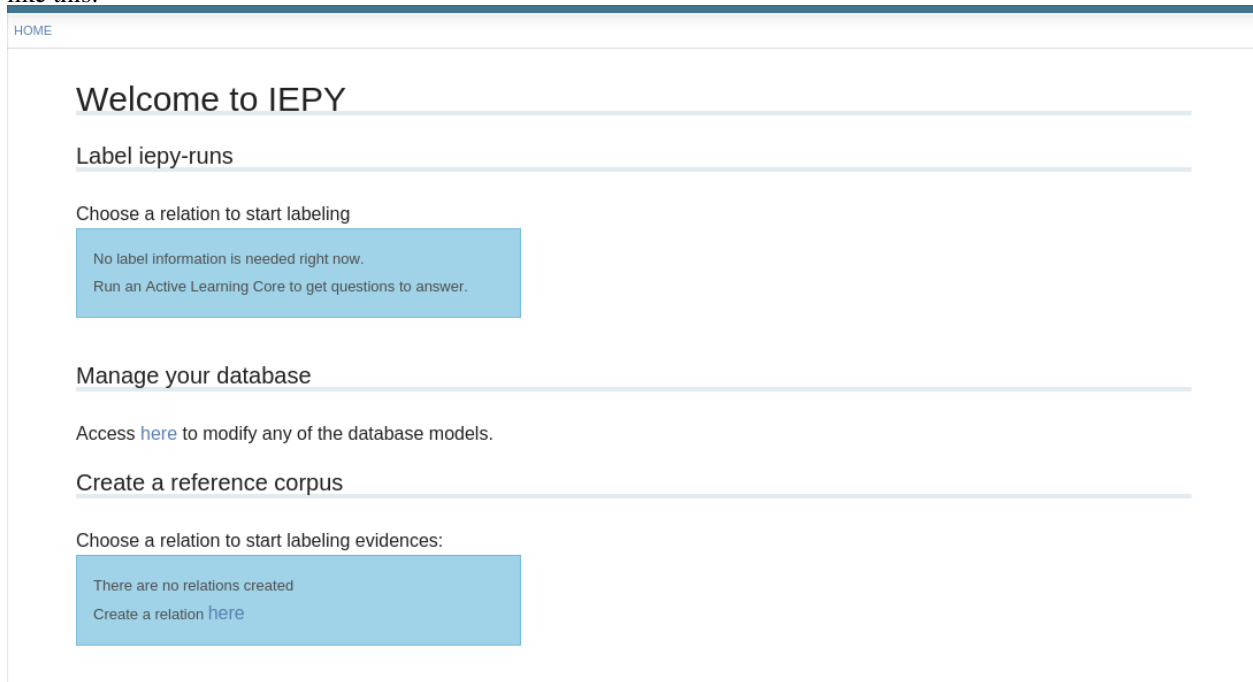 like this:
HOME
Welcome to IEPY
Label iepy-runs
Choose a relation to start labeling
No label information is needed right now.
Run an Active Learning Core to get questions to answer.
Manage your database
Access here to modify any of the database models.
Create a reference corpus
Choose a relation to start labeling evidences:
There are no relations created
Create a relation here